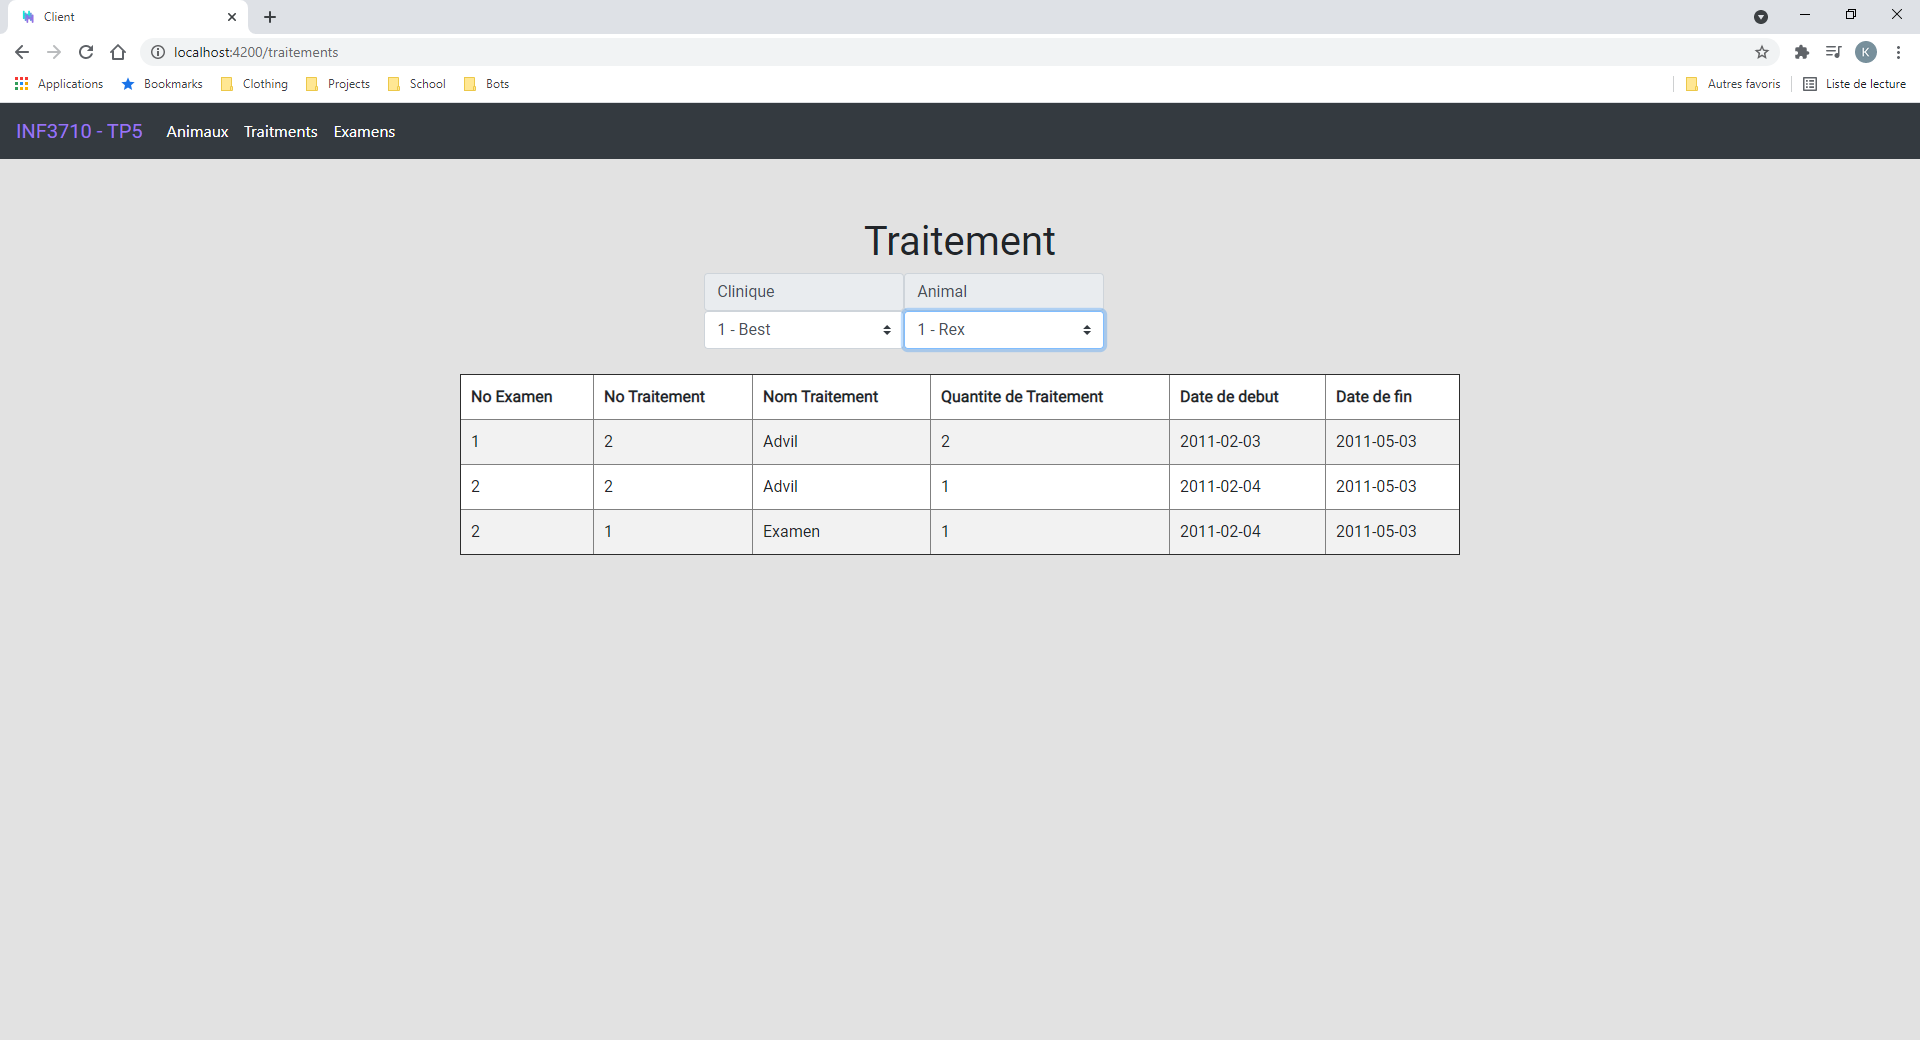 Client
localhost:4200/traitements
K
Applications Bookmarks Clothing Projects School Bots Autres favoris Liste de lecture
INF3710 - TP5 Animaux Traitments Examens
Traitement
Clinique Animal
1 - Best 1 - Rex
No Examen No Traitement Nom Traitement Quantite de Traitement Date de debut Date de fin
1 2 Advil 2 2011-02-03 2011-05-03
2 2 Advil 1 2011-02-04 2011-05-03
2 1 Examen 1 2011-02-04 2011-05-03